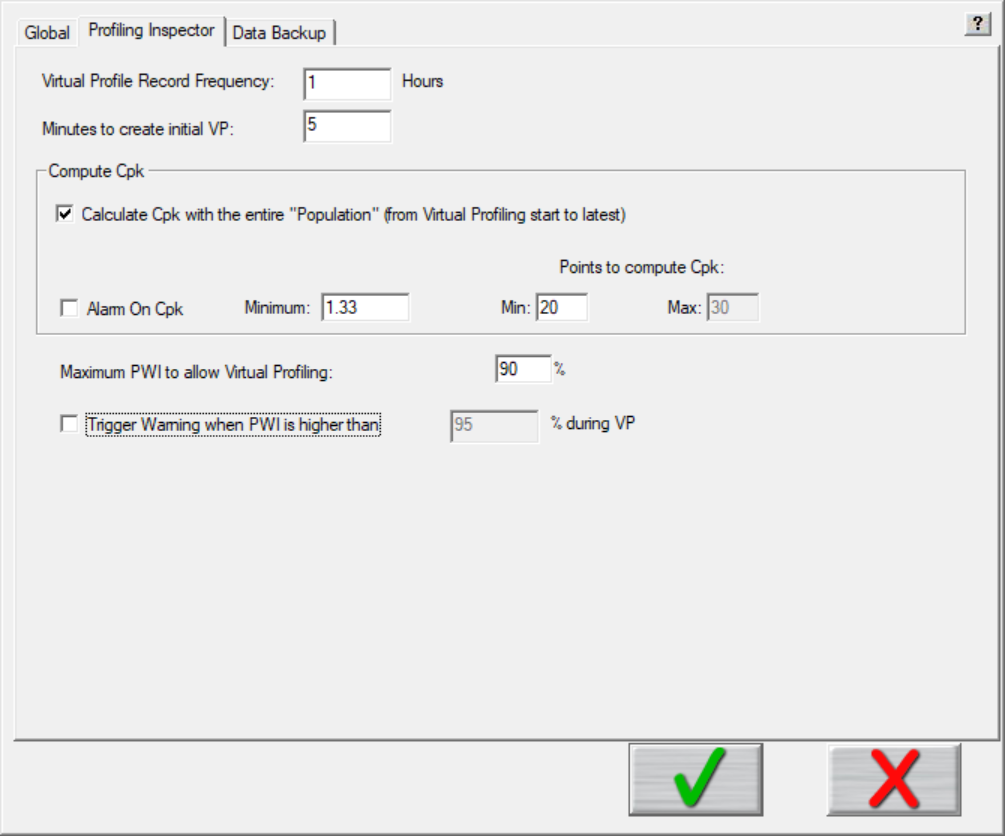 Global Profiling Inspector Data Backup ?
Virtual Profile Record Frequency: 1 Hours
Minutes to create initial VP: 5
Compute Cpk
Calculate Cpk with the entire "Population" (from Virtual Profiling start to latest)
Points to compute Cpk:
Alarm On Cpk Minimum: 1.33 Min: 20 Max: 30
Maximum PWI to allow Virtual Profiling: 90 %
Trigger Warning when PWI is higher than 95 % during VP